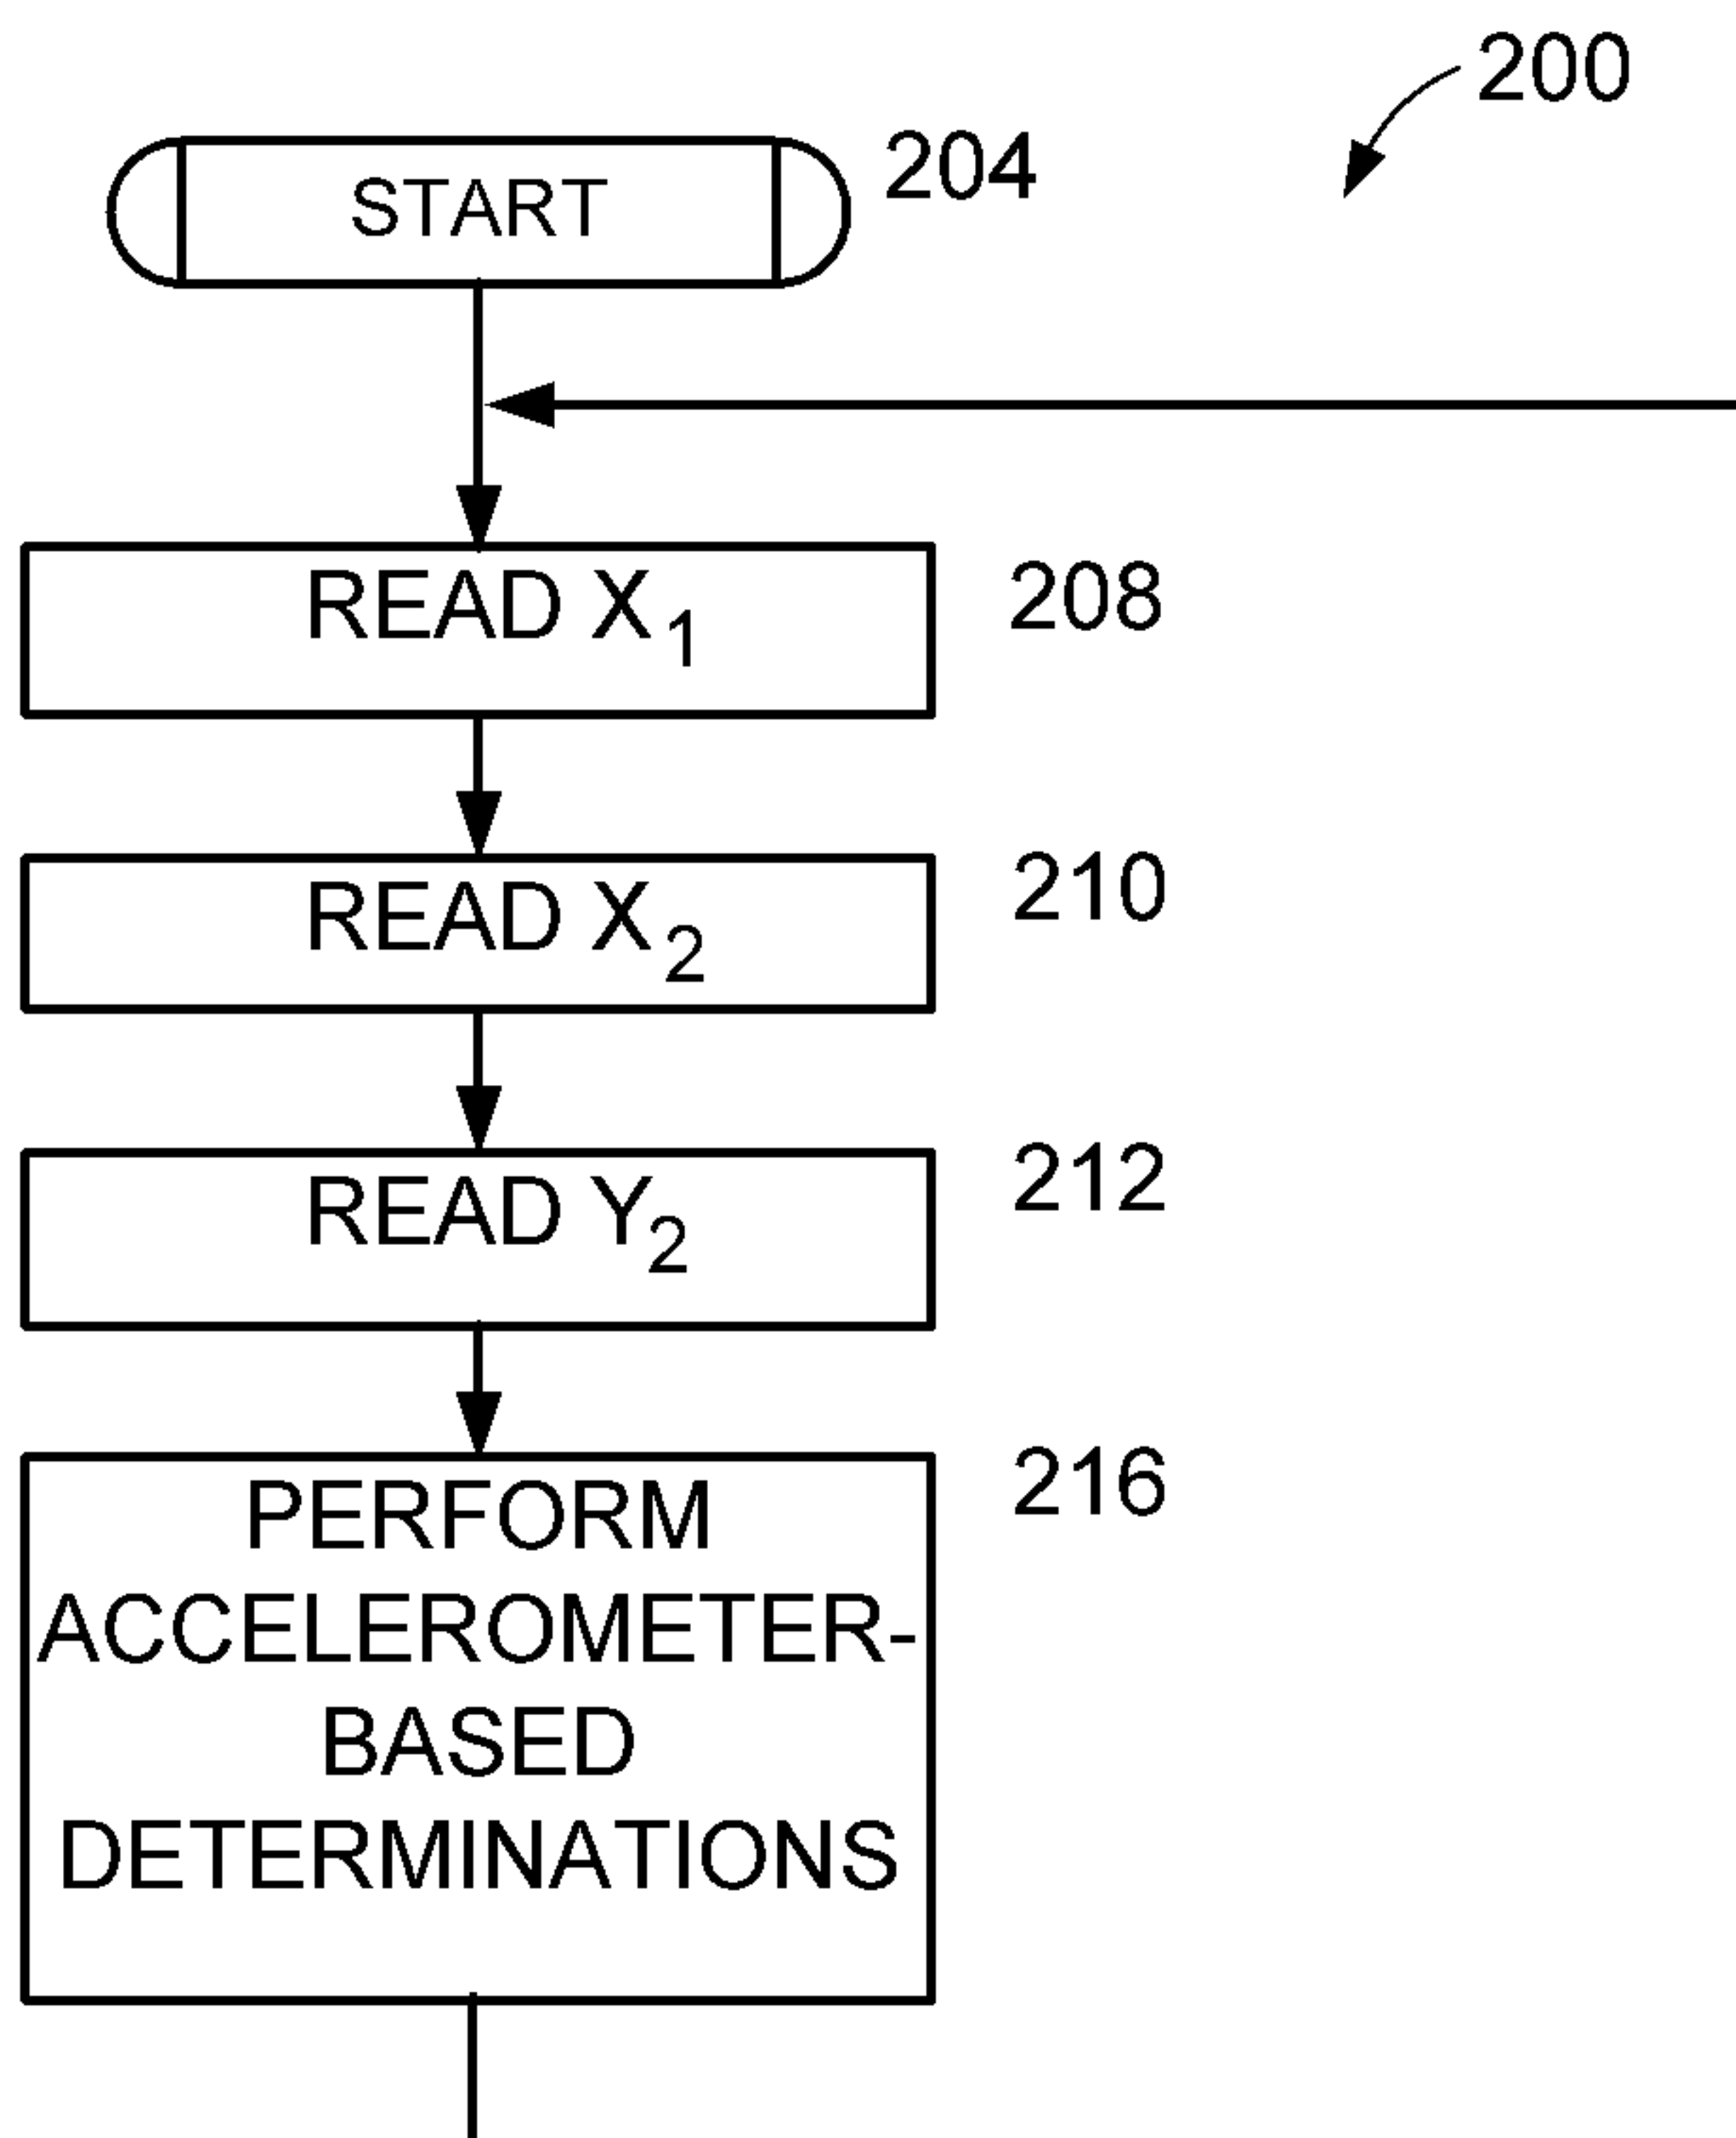 200
START 204
READ X₁ 208
READ X₂ 210
READ Y₂ 212
PERFORM 216
ACCELEROMETER-
BASED
DETERMINATIONS